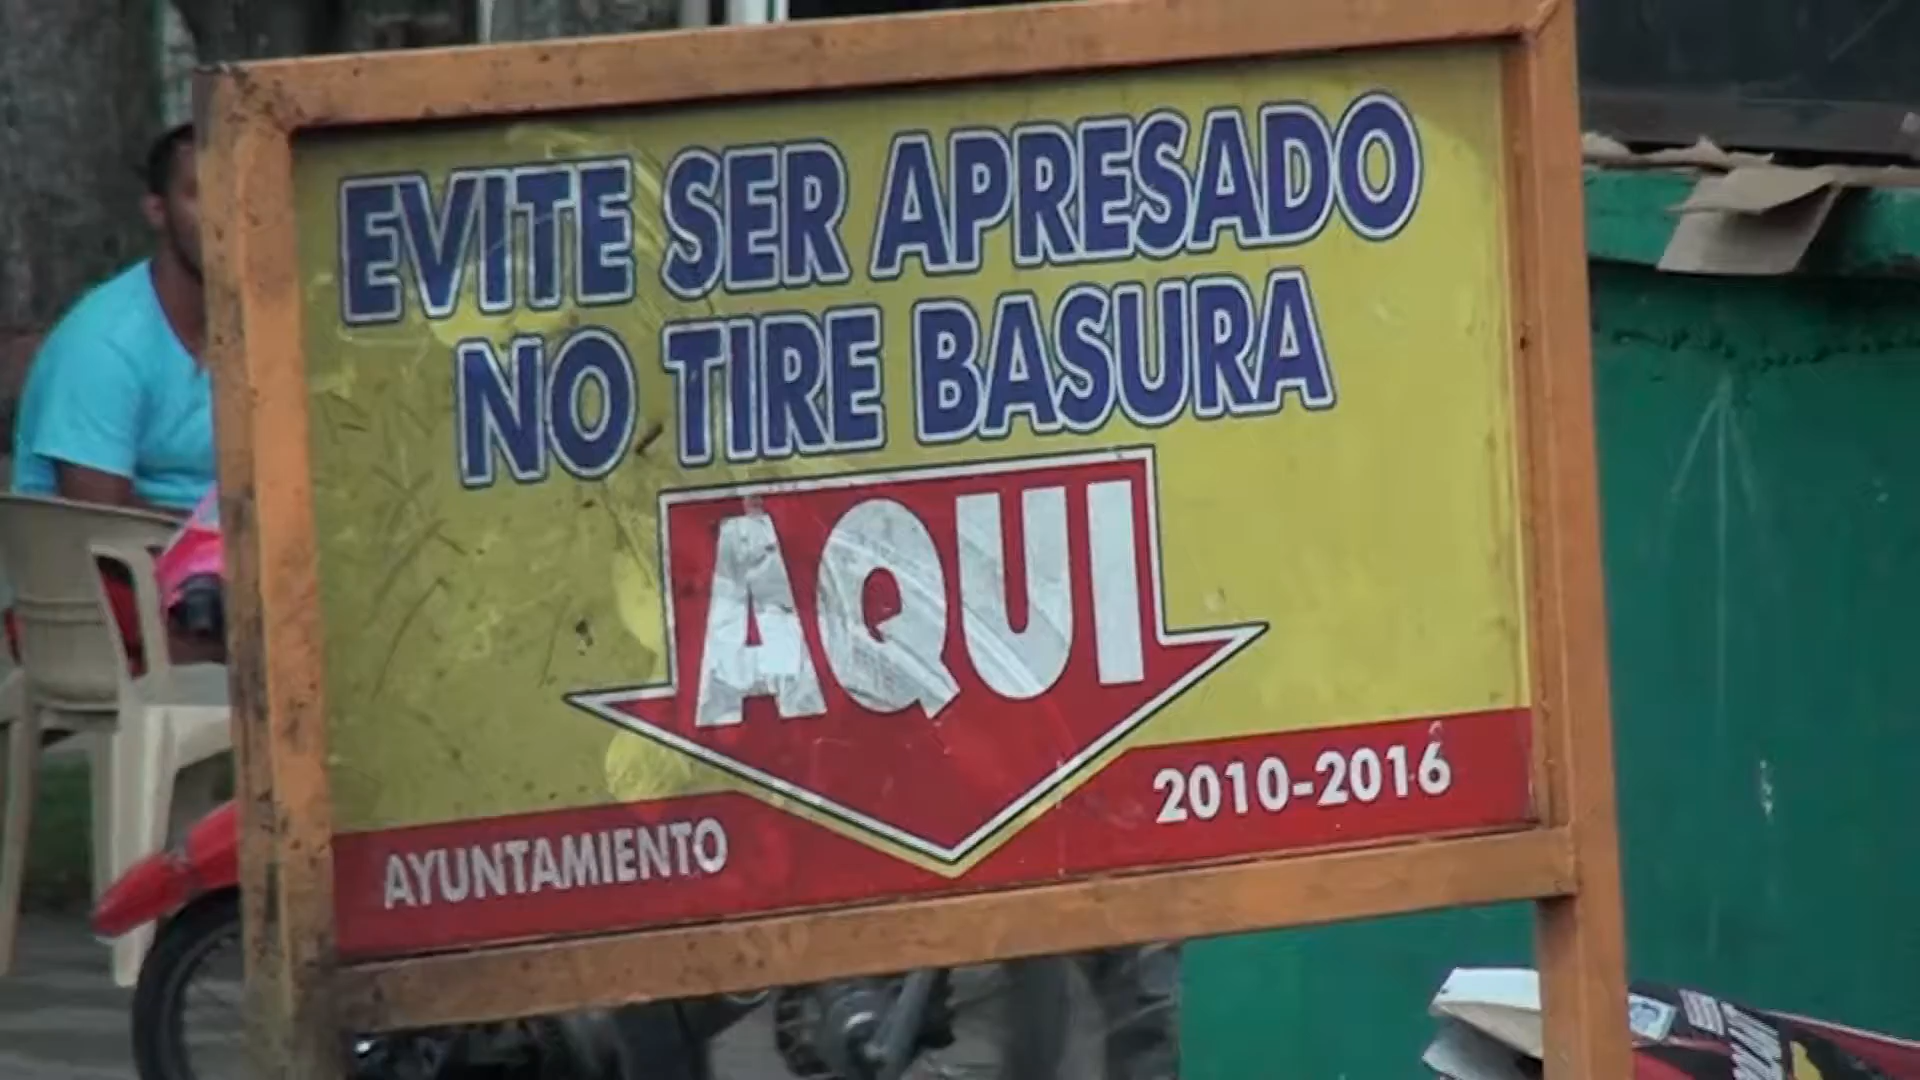 EVITE SER APRESADO
NO TIRE BASURA
AQUI
AYUNTAMIENTO
2010-2016